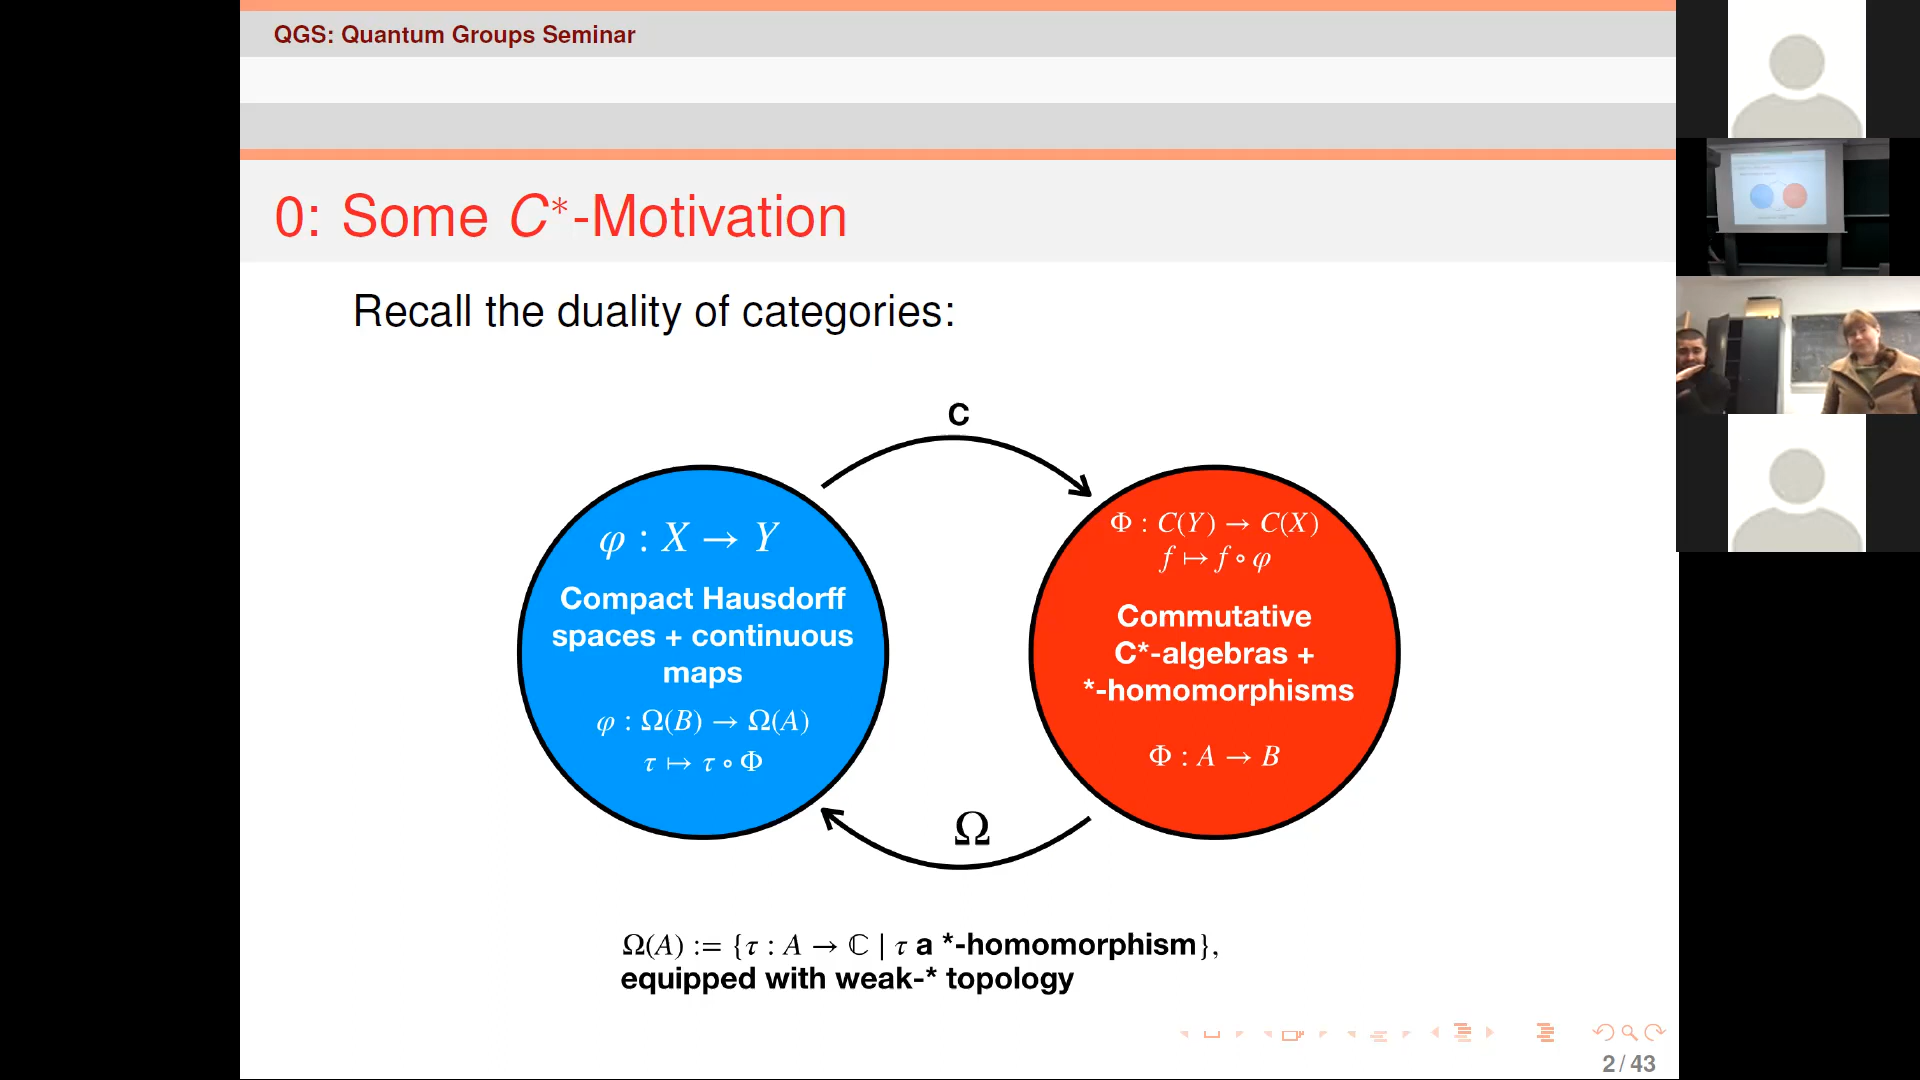 QGS: Quantum Groups Seminar
0: Some C*-Motivation
Recall the duality of categories:
C
φ : X → Y
Compact Hausdorff
spaces + continuous
maps
φ : Ω(B) → Ω(A)
τ ↦ τ ∘ Φ
Φ : C(Y) → C(X)
f ↦ f ∘ φ
Commutative
C*-algebras +
*-homomorphisms
Φ : A → B
Ω
Ω(A) := {τ : A → ℂ | τ a *-homomorphism},
equipped with weak-* topology
2 / 43